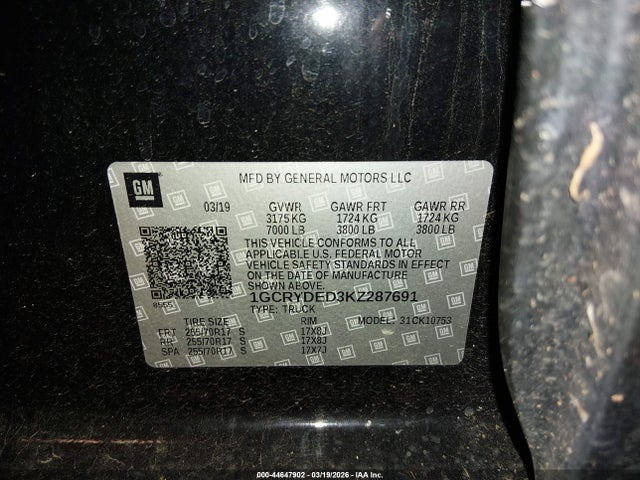 GM
MFD BY GENERAL MOTORS LLC
03/19 GVWR GAWR FRT GAWR RR
3175 KG 1724 KG 1724 KG
7000 LB 3800 LB 3800 LB
THIS VEHICLE CONFORMS TO ALL
APPLICABLE U.S. FEDERAL MOTOR
VEHICLE SAFETY STANDARDS IN EFFECT
ON THE DATE OF MANUFACTURE
SHOWN ABOVE.
1GCRYDED3KZ287691
8555
TYPE: TRUCK MODEL: 31CK10753
TIRE SIZE RIM
FRT 255/70R17 S 17X8J
RR 255/70R17 S 17X8J
SPA 255/70R17 S 17X7J
000-44647902 - 03/19/2026 - IAA Inc.